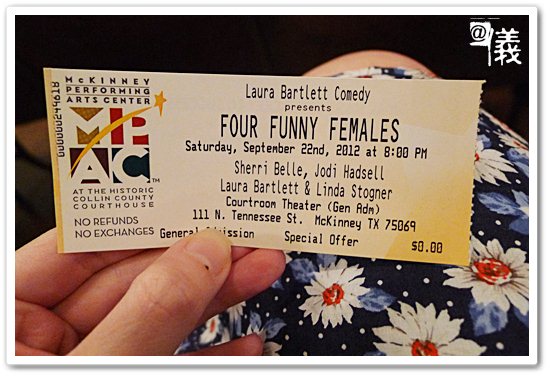 @
義
McKINNEY
PERFORMING
ARTS CENTER
MPAC™
AT THE HISTORIC
COLLIN COUNTY
COURTHOUSE
NO REFUNDS
NO EXCHANGES
Laura Bartlett Comedy
presents
FOUR FUNNY FEMALES
Saturday, September 22nd, 2012 at 8:00 PM
Sherri Belle, Jodi Hadsell
Laura Bartlett & Linda Stogner
Courtroom Theater (Gen Adm)
111 N. Tennessee St. McKinney TX 75069
General Admission Special Offer $0.00